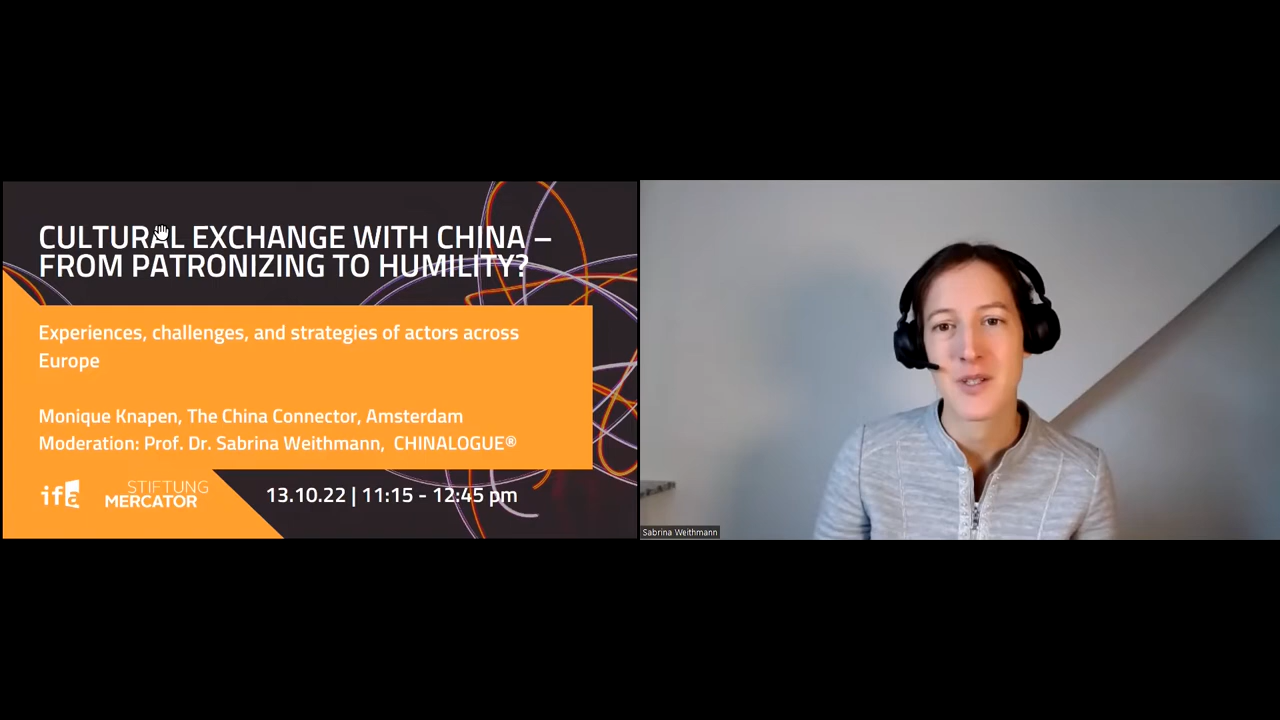 CULTURAL EXCHANGE WITH CHINA –
FROM PATRONIZING TO HUMILITY?
Experiences, challenges, and strategies of actors across
Europe
Monique Knapen, The China Connector, Amsterdam
Moderation: Prof. Dr. Sabrina Weithmann, CHINALOGUE®
ifa
STIFTUNG
MERCATOR
13.10.22 | 11:15 - 12:45 pm
Sabrina Weithmann